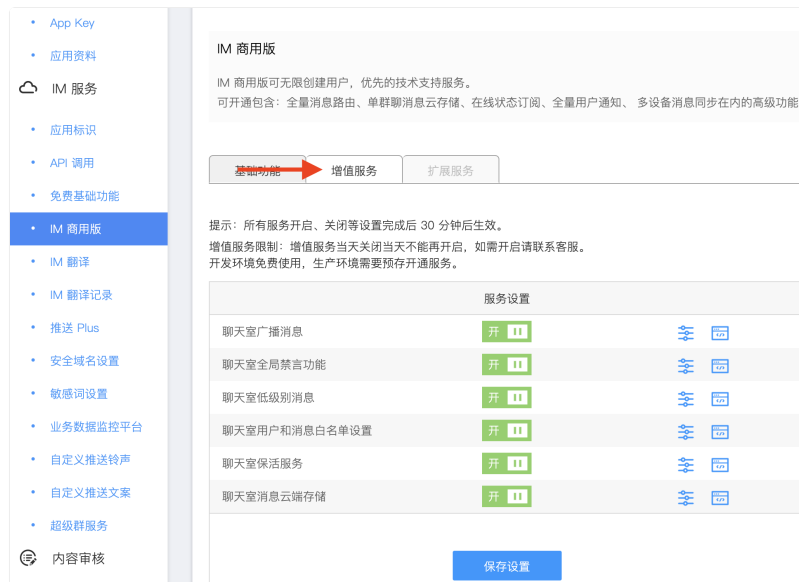 App Key
应用资料
IM 服务
应用标识
API 调用
免费基础功能
IM 商用版
IM 翻译
IM 翻译记录
推送 Plus
安全域名设置
敏感词设置
业务数据监控平台
自定义推送铃声
自定义推送文案
超级群服务
内容审核
IM 商用版
IM 商用版可无限创建用户，优先的技术支持服务。
可开通包含：全量消息路由、单群聊消息云存储、在线状态订阅、全量用户通知、 多设备消息同步在内的高级功能
基础功能 增值服务 扩展服务
提示：所有服务开启、关闭等设置完成后 30 分钟后生效。
增值服务限制：增值服务当天关闭当天不能再开启，如需开启请联系客服。
开发环境免费使用，生产环境需要预存开通服务。
服务设置
聊天室广播消息 开
聊天室全局禁言功能 开
聊天室低级别消息 开
聊天室用户和消息白名单设置 开
聊天室保活服务 开
聊天室消息云端存储 开
保存设置